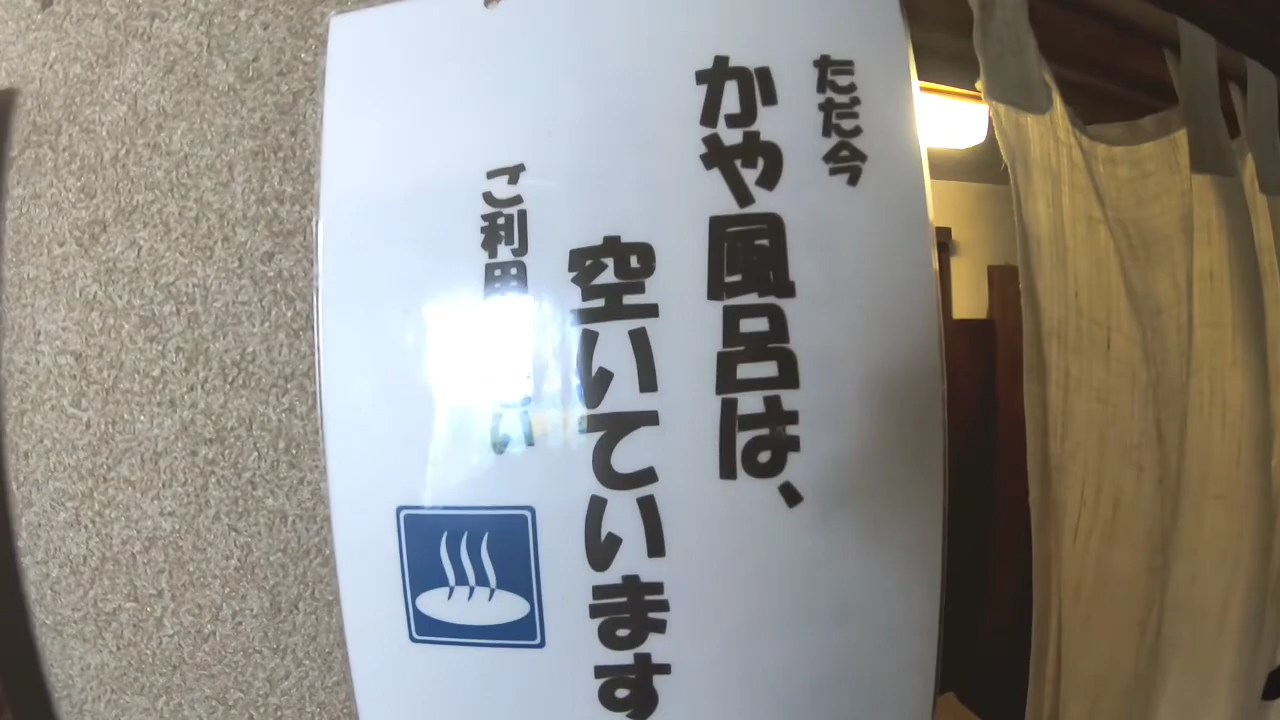 ただ今
かや風呂は、
空いています
ご利用